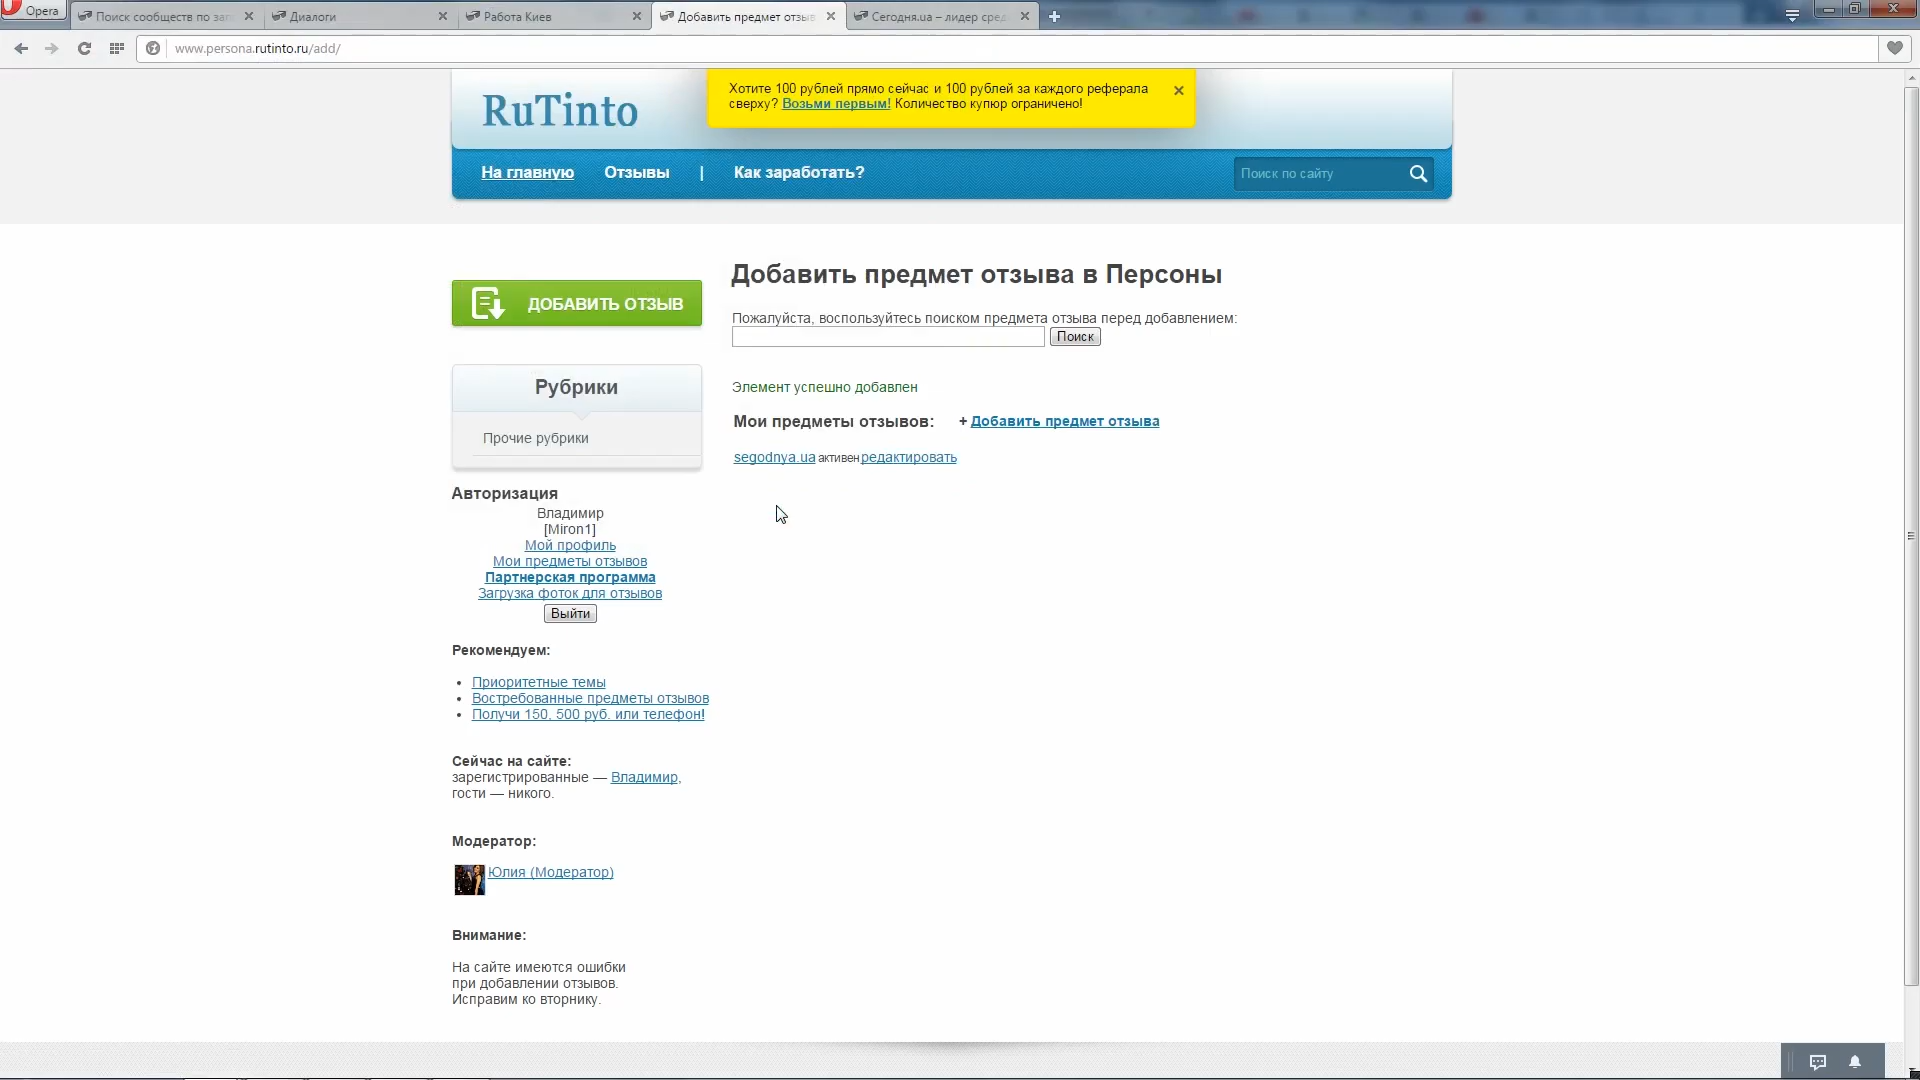 Opera
Поиск сообществ по зап
Диалоги
Работа Киев
Добавить предмет отзыв
Сегодня.ua – лидер сред
www.persona.rutinto.ru/add/
RuTinto
Хотите 100 рублей прямо сейчас и 100 рублей за каждого реферала
сверху? Возьми первым! Количество купюр ограничено!
На главную Отзывы | Как заработать?
Поиск по сайту
ДОБАВИТЬ ОТЗЫВ
Рубрики
Прочие рубрики
Авторизация
Владимир
[Miron1]
Мой профиль
Мои предметы отзывов
Партнерская программа
Загрузка фоток для отзывов
Выйти
Рекомендуем:
Приоритетные темы
Востребованные предметы отзывов
Получи 150, 500 руб. или телефон!
Сейчас на сайте:
зарегистрированные — Владимир,
гости — никого.
Модератор:
Юлия (Модератор)
Внимание:
На сайте имеются ошибки
при добавлении отзывов.
Исправим ко вторнику.
Добавить предмет отзыва в Персоны
Пожалуйста, воспользуйтесь поиском предмета отзыва перед добавлением:
Поиск
Элемент успешно добавлен
Мои предметы отзывов: + Добавить предмет отзыва
segodnya.ua активен редактировать